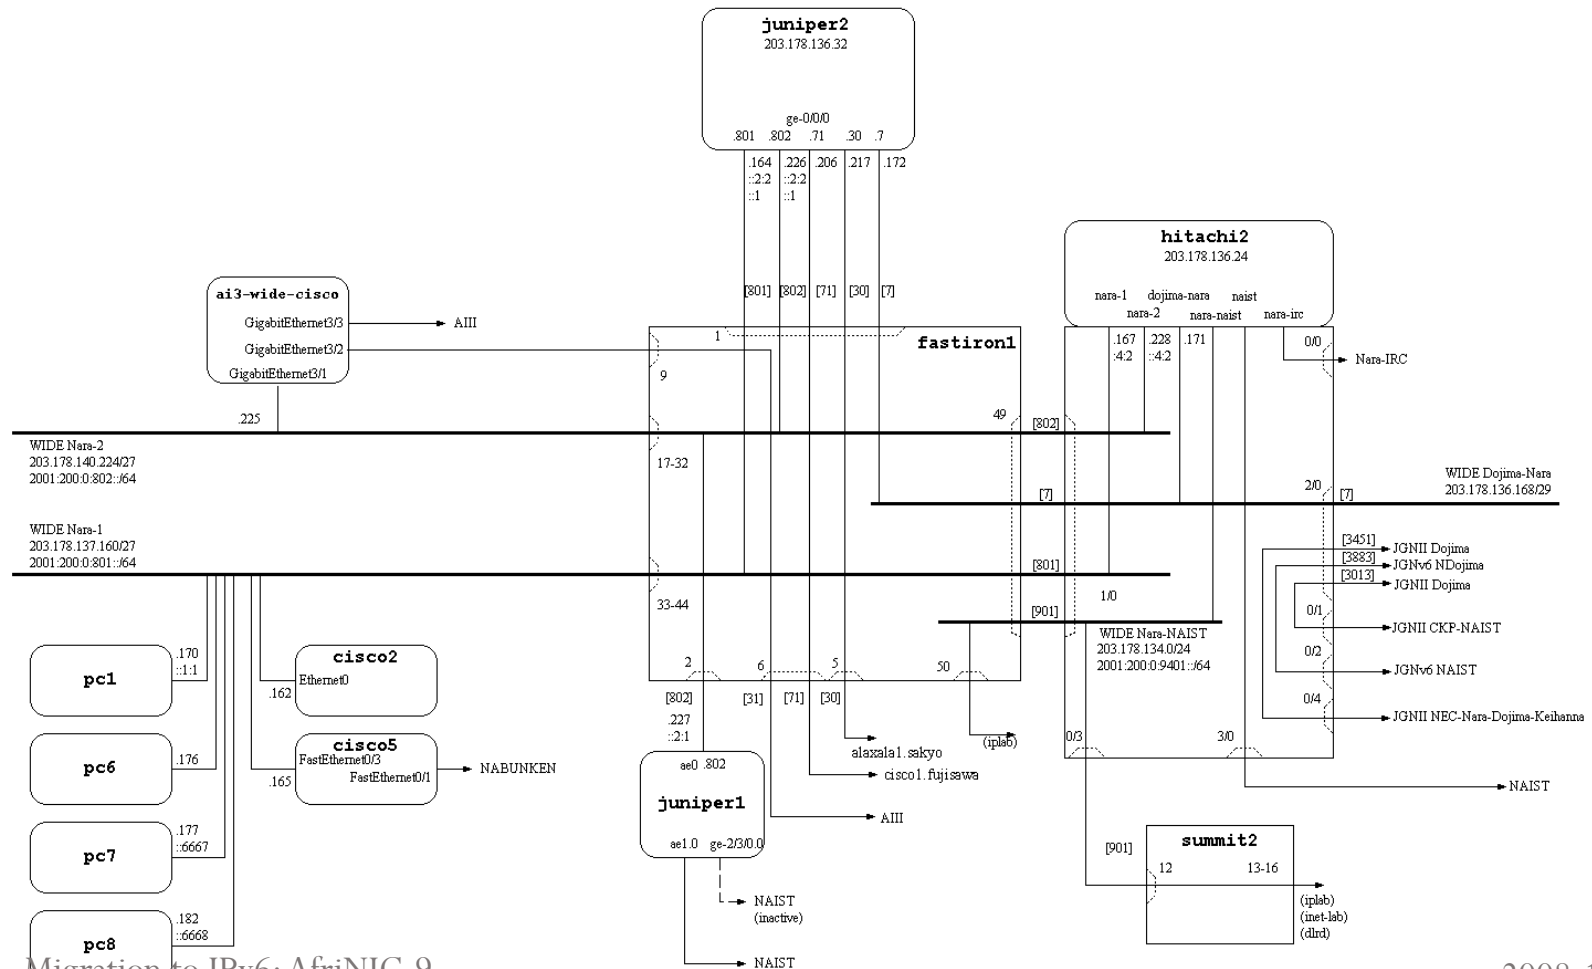 juniper2
203.178.136.32
ge-0/0/0
.801 .802 .71 .30 .7
.164 .226 .206 .217 .172
::2:2 ::2:2
::1 ::1
hitachi2
203.178.136.24
nara-1 dojima-nara naist
nara-2 nara-naist nara-irc
.167 .228 .171
:4:2 ::4:2
0/0
Nara-IRC
ai3-wide-cisco
GigabitEthernet3/3
AIII
GigabitEthernet3/2
GigabitEthernet3/1
.225
[801] [802] [71] [30] [7]
1
fastiron1
9
49
[802]
17-32
WIDE Nara-2
203.178.140.224/27
2001:200:0:802::/64
[7]
2/0
[7]
WIDE Dojima-Nara
203.178.136.168/29
WIDE Nara-1
203.178.137.160/27
2001:200:0:801::/64
[801]
33-44
1/0
[901]
[3451]
JGNII Dojima
[3883]
JGNv6 NDojima
[3013]
JGNII Dojima
0/1
JGNII CKP-NAIST
0/2
JGNv6 NAIST
0/4
JGNII NEC-Nara-Dojima-Keihanna
WIDE Nara-NAIST
203.178.134.0/24
2001:200:0:9401::/64
2 6 5 50
[802] [31] [71] [30]
.227
::2:1
(iplab)
0/3
3/0
NAIST
alaxala1.sakyo
cisco1.fujisawa
AIII
pc1
.170
::1:1
cisco2
Ethernet0
.162
pc6
.176
cisco5
FastEthernet0/3
FastEthernet0/1
.165
NABUNKEN
pc7
.177
::6667
pc8
.182
::6668
ae0 .802
juniper1
ae1.0 ge-2/3/0.0
NAIST
(inactive)
NAIST
[901]
summit2
12 13-16
(iplab)
(inet-lab)
(dlrd)
Migration to IPv6: AfriNIC-9